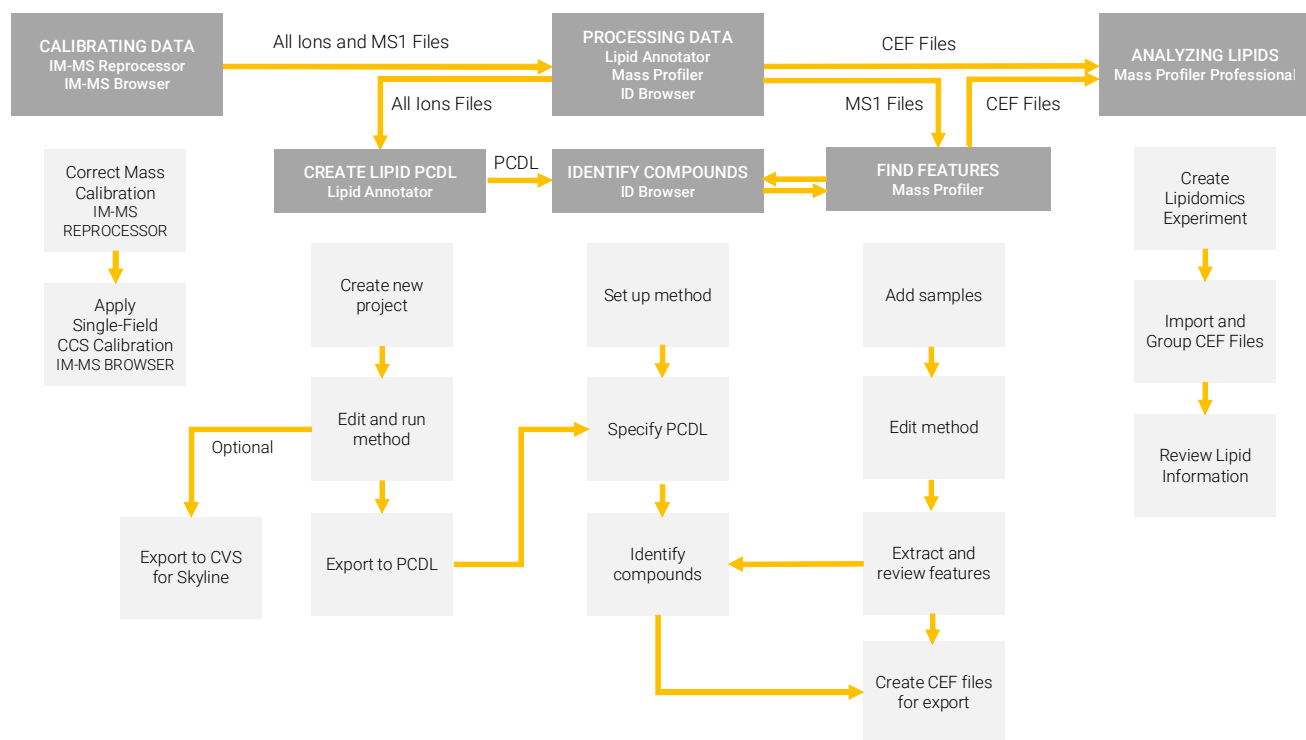 CALIBRATING DATA
IM-MS Reprocessor
IM-MS Browser
All Ions and MS1 Files
PROCESSING DATA
Lipid Annotator
Mass Profiler
ID Browser
CEF Files
ANALYZING LIPIDS
Mass Profiler Professional
All Ions Files
MS1 Files
CEF Files
CREATE LIPID PCDL
Lipid Annotator
PCDL
IDENTIFY COMPOUNDS
ID Browser
FIND FEATURES
Mass Profiler
Correct Mass
Calibration
IM-MS
REPROCESSOR
Apply
Single-Field
CCS Calibration
IM-MS BROWSER
Create new
project
Edit and run
method
Optional
Export to CVS
for Skyline
Export to PCDL
Set up method
Specify PCDL
Identify
compounds
Add samples
Edit method
Extract and
review features
Create CEF files
for export
Create
Lipidomics
Experiment
Import and
Group CEF Files
Review Lipid
Information